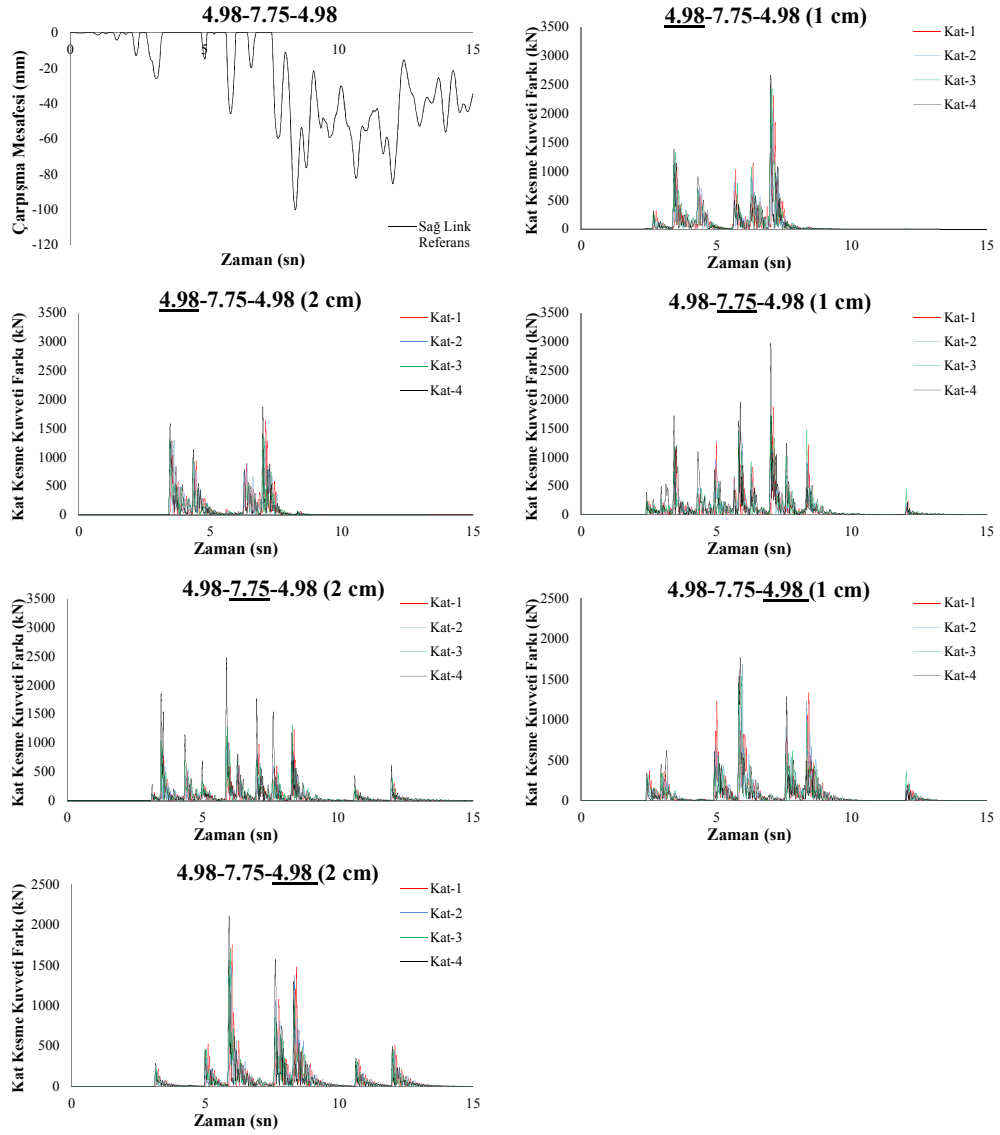 4.98-7.75-4.98
Çarpışma Mesafesi (mm)
0
-20
-40
-60
-80
-100
-120
0
5
10
15
Sağ Link
Referans
Zaman (sn)
4.98-7.75-4.98 (1 cm)
Kat Kesme Kuvveti Farkı (kN)
3500
3000
2500
2000
1500
1000
500
0
0
5
10
15
Kat-1
Kat-2
Kat-3
Kat-4
Zaman (sn)
4.98-7.75-4.98 (2 cm)
Kat Kesme Kuvveti Farkı (kN)
3500
3000
2500
2000
1500
1000
500
0
0
5
10
15
Kat-1
Kat-2
Kat-3
Kat-4
Zaman (sn)
4.98-7.75-4.98 (1 cm)
Kat Kesme Kuvveti Farkı (kN)
3500
3000
2500
2000
1500
1000
500
0
0
5
10
15
Kat-1
Kat-2
Kat-3
Kat-4
Zaman (sn)
4.98-7.75-4.98 (2 cm)
Kat Kesme Kuvveti Farkı (kN)
3500
3000
2500
2000
1500
1000
500
0
0
5
10
15
Kat-1
Kat-2
Kat-3
Kat-4
Zaman (sn)
4.98-7.75-4.98 (1 cm)
Kat Kesme Kuvveti Farkı (kN)
2500
2000
1500
1000
500
0
0
5
10
15
Kat-1
Kat-2
Kat-3
Kat-4
Zaman (sn)
4.98-7.75-4.98 (2 cm)
Kat Kesme Kuvveti Farkı (kN)
2500
2000
1500
1000
500
0
0
5
10
15
Kat-1
Kat-2
Kat-3
Kat-4
Zaman (sn)